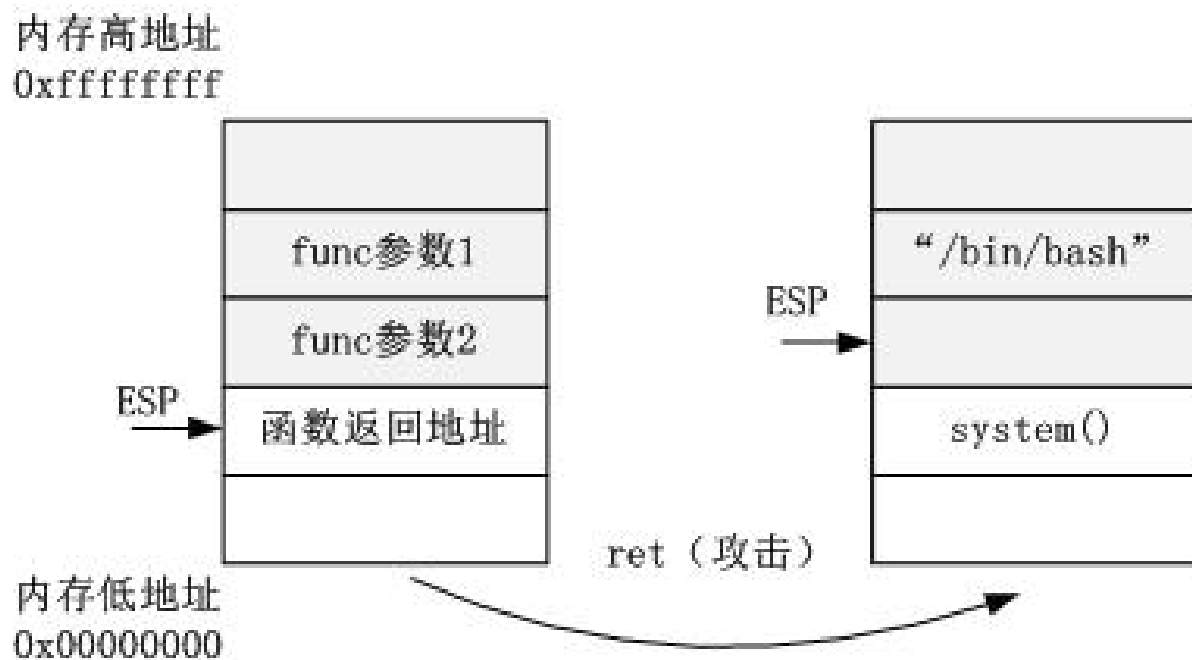 内存高地址
0xffffffff
func参数1
func参数2
ESP
函数返回地址
“/bin/bash”
ESP
system()
ret（攻击）
内存低地址
0x00000000